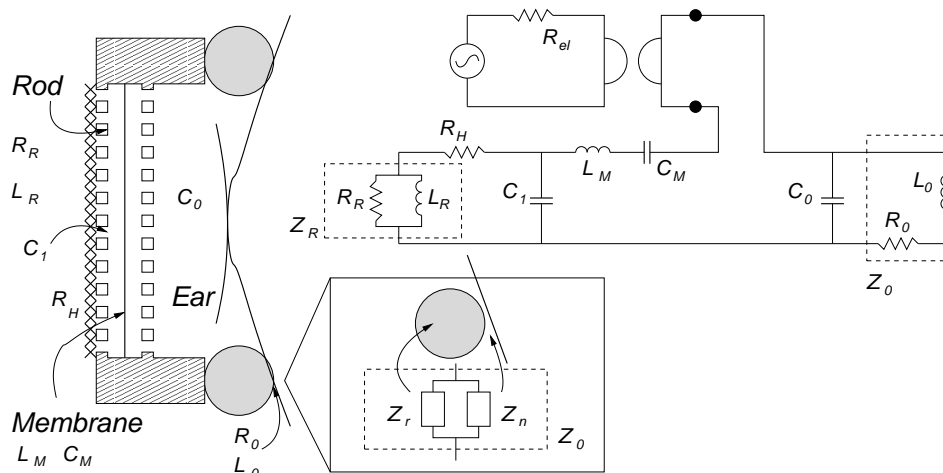 Rod
R_R
L_R
C_1
R_H
C_0
Ear
Membrane
L_M C_M
R_0
L_0
R_el
R_H
L_M
C_M
R_R
L_R
Z_R
C_1
C_0
L_0
R_0
Z_0
Z_r
Z_n
Z_0